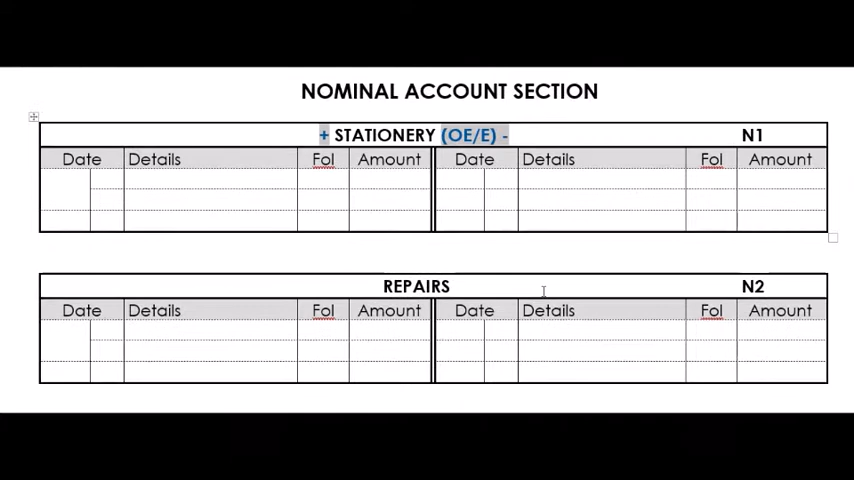 NOMINAL ACCOUNT SECTION
+ STATIONERY (OE/E) - N1
Date Details Fol Amount Date Details Fol Amount
REPAIRS N2
Date Details Fol Amount Date Details Fol Amount